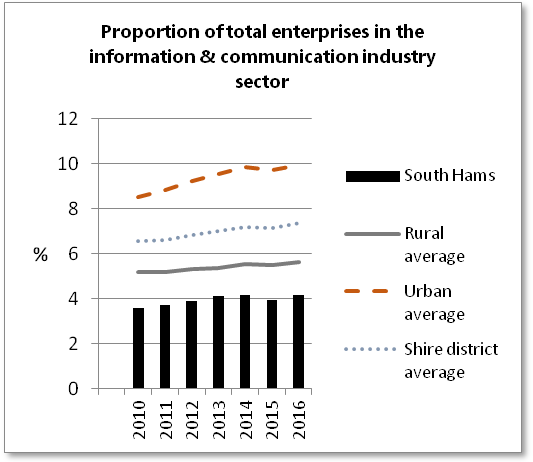 Proportion of total enterprises in the
information & communication industry
sector
12
10
8
6
4
2
0
%
2010
2011
2012
2013
2014
2015
2016
South Hams
Rural
average
Urban
average
Shire district
average